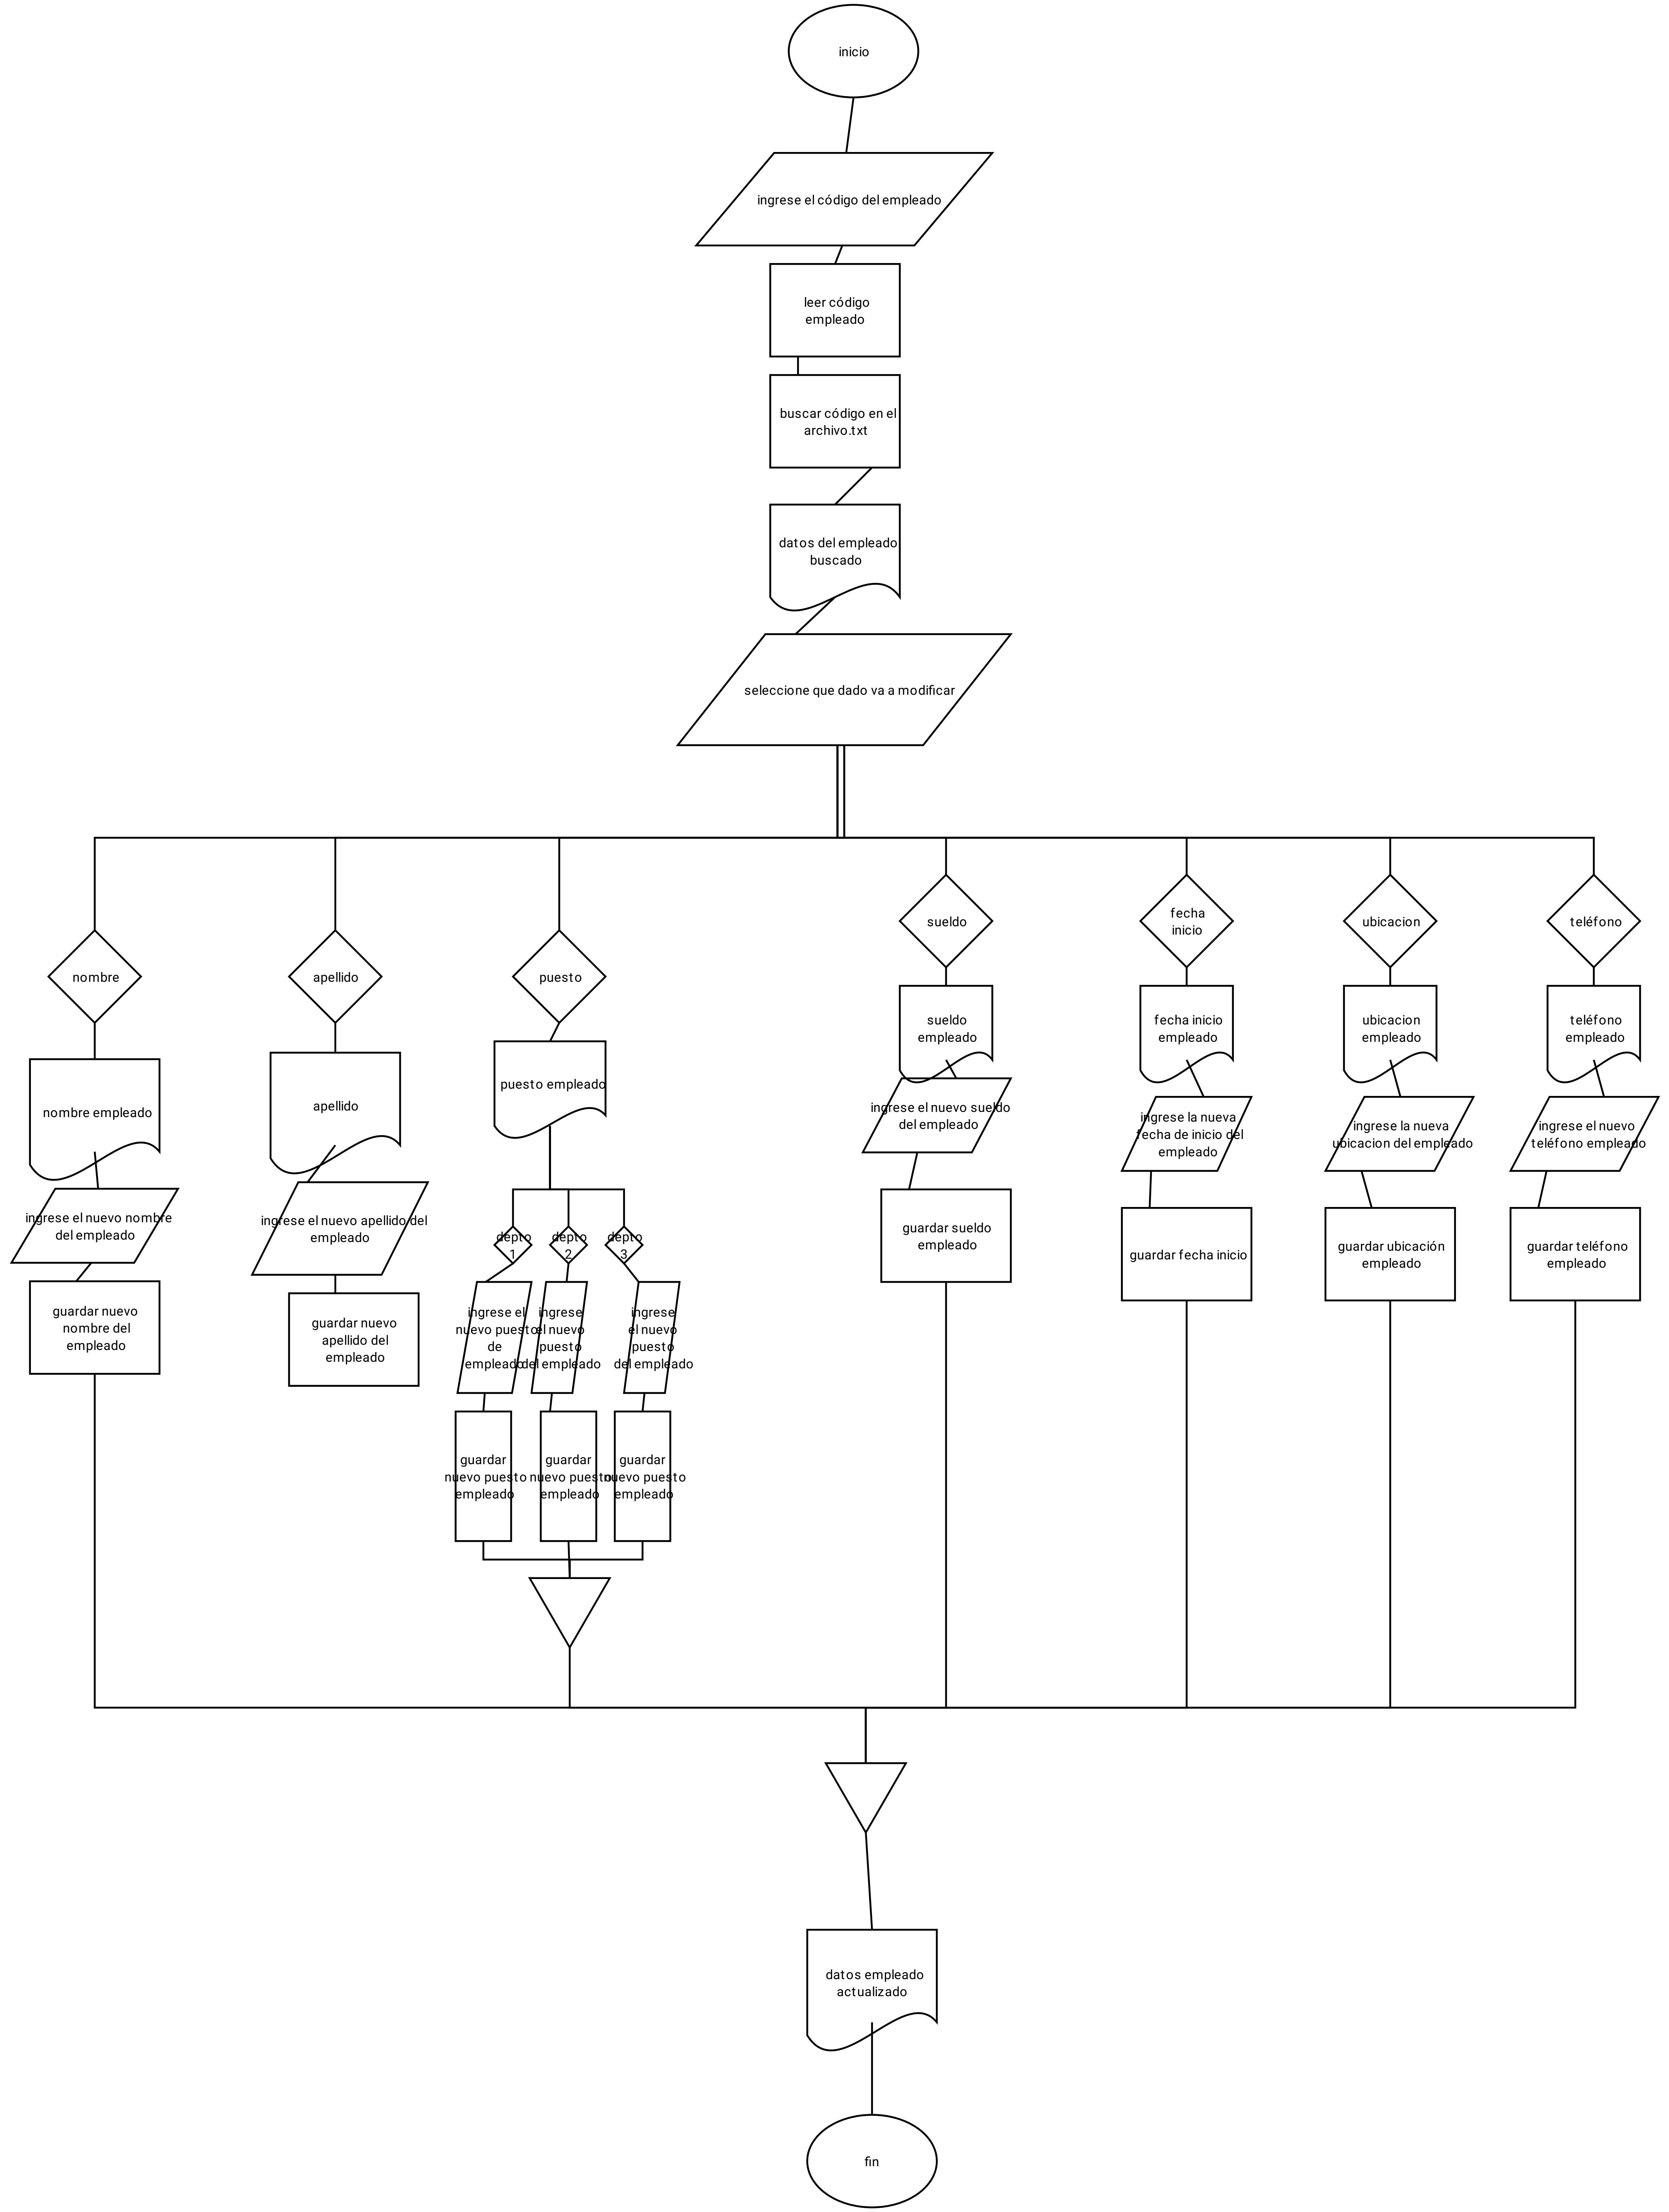 inicio
ingrese el código del empleado
leer código
empleado
buscar código en el
archivo.txt
datos del empleado
buscado
seleccione que dado va a modificar
nombre
nombre empleado
ingrese el nuevo nombre
del empleado
guardar nuevo
nombre del
empleado
apellido
apellido
ingrese el nuevo apellido del
empleado
guardar nuevo
apellido del
empleado
puesto
puesto empleado
depto
1
ingrese el
nuevo puesto
de
empleado
guardar
nuevo puesto
empleado
depto
2
ingrese
el nuevo
puesto
del empleado
guardar
nuevo puesto
empleado
depto
3
ingrese
el nuevo
puesto
del empleado
guardar
nuevo puesto
empleado
sueldo
sueldo
empleado
ingrese el nuevo sueldo
del empleado
guardar sueldo
empleado
fecha
inicio
fecha inicio
empleado
ingrese la nueva
fecha de inicio del
empleado
guardar fecha inicio
ubicacion
ubicacion
empleado
ingrese la nueva
ubicacion del empleado
guardar ubicación
empleado
teléfono
teléfono
empleado
ingrese el nuevo
teléfono empleado
guardar teléfono
empleado
datos empleado
actualizado
fin